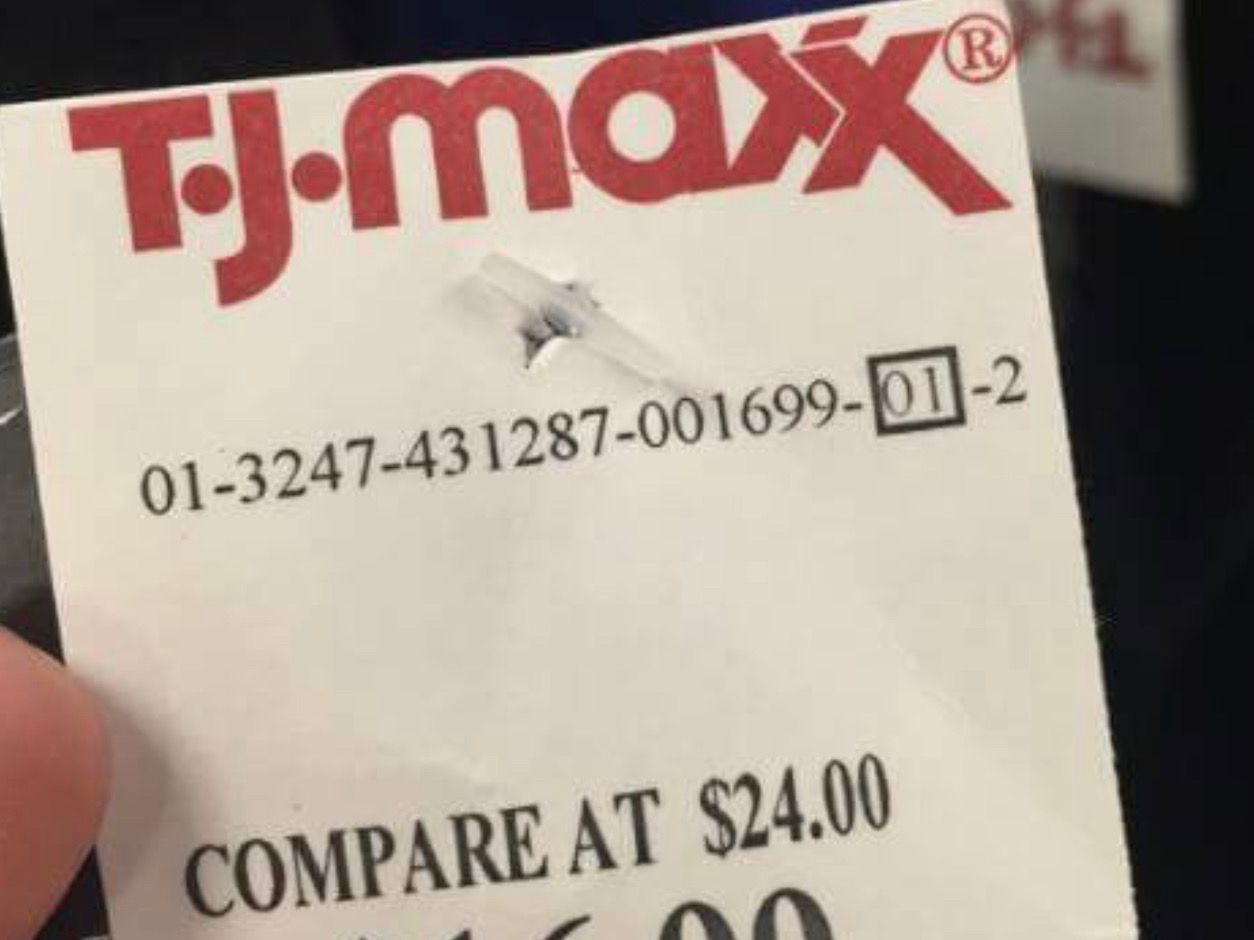 T·J·maxx®
01-3247-431287-001699-01-2
COMPARE AT $24.00